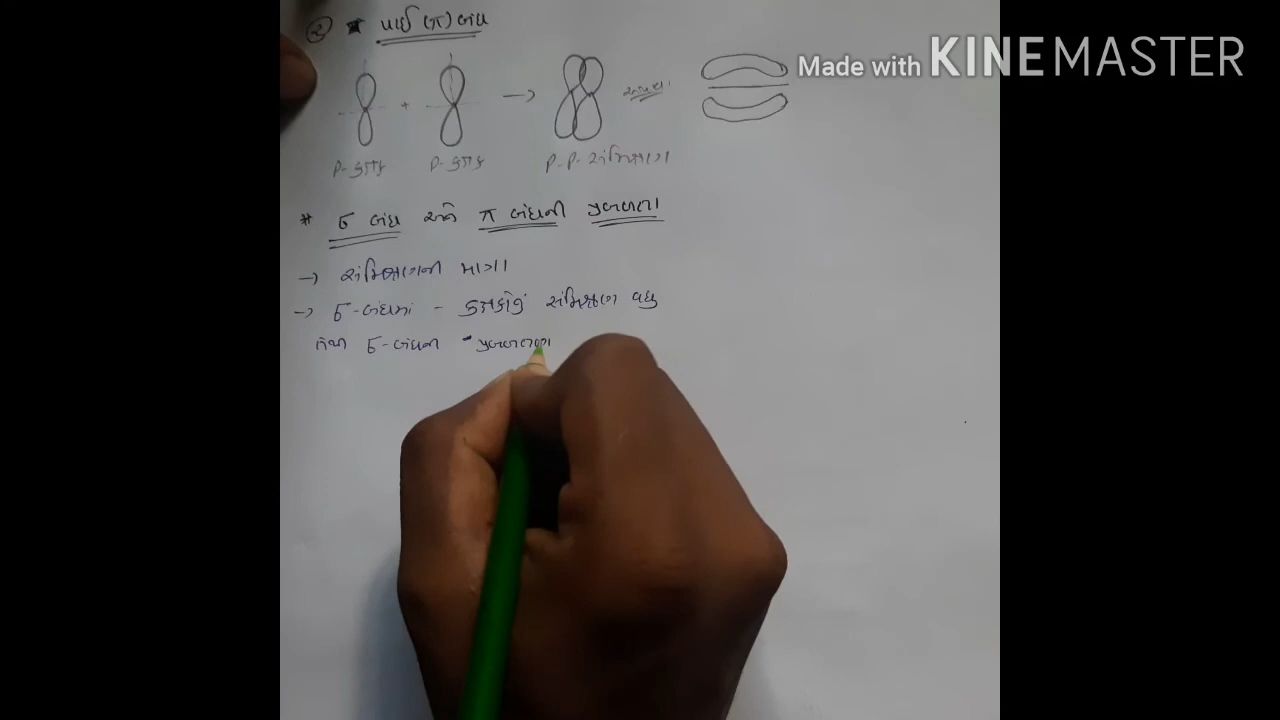 ② પાઈ (π) બંધ
Made with KINEMASTER
+ → અથવા
P- કક્ષક P- કક્ષક P-P- સંમિશ્રણ
* σ બંધ અને π બંધની પ્રબળતા
→ સંમિશ્રણની માત્રા
→ σ-બંધમાં - કક્ષકોનું સંમિશ્રણ વધુ
તેથી σ-બંધની પ્રબળતા